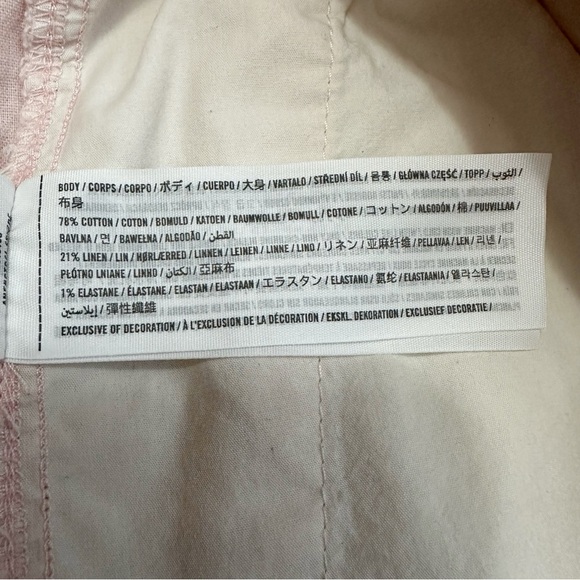 BODY / CORPS / CORPO / ボディ / CUERPO / 大身 / VARTALO / STŘEDNÍ DÍL / 몸통 / GŁÓWNA CZĘŚĆ / TOPP / الثوب /
布身
78% COTTON / COTON / BOMULD / KATOEN / BAUMWOLLE / BOMULL / COTONE / コットン / ALGODÓN / 棉 / PUUVILLAA /
BAVLNA / 면 / BAWEŁNA / ALGODÃO / القطن /
21% LINEN / LIN / HØRLÆRRED / LINNEN / LEINEN / LINNE / LINO / リネン / 亚麻纤维 / PELLAVAA / LEN / 리넨 /
PŁÓTNO LNIANE / LINHO / الكتان / 亞麻布
1% ELASTANE / ÉLASTANE / ELASTAN / ELASTAAN / エラスタン / ELASTANO / 氨纶 / ELASTAANIA / 엘라스탄 /
إيلاستين / 彈性纖維
EXCLUSIVE OF DECORATION / À L'EXCLUSION DE LA DÉCORATION / EKSKL. DEKORATION / EXCLUSIEF DECORATIE /